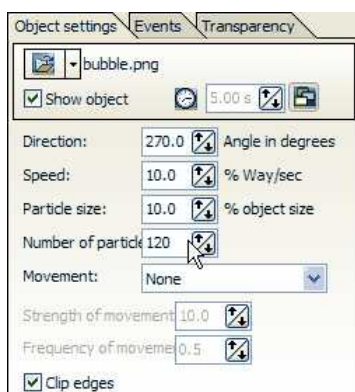 Object settings Events Transparency
bubble.png
Show object 5.00 s
Direction: 270.0 Angle in degrees
Speed: 10.0 % Way/sec
Particle size: 10.0 % object size
Number of particle 120
Movement: None
Strength of movement 10.0
Frequency of moveme 0.5
Clip edges